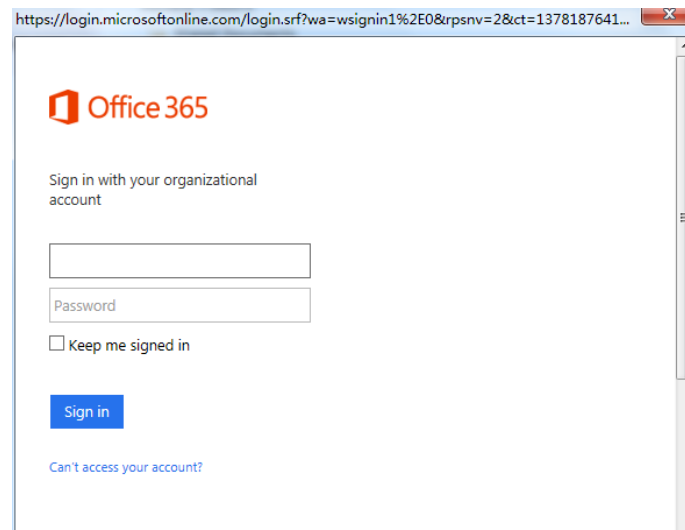 https://login.microsoftonline.com/login.srf?wa=wsignin1%2E0&rpsnv=2&ct=1378187641...
Office 365
Sign in with your organizational
account
Password
Keep me signed in
Sign in
Can't access your account?